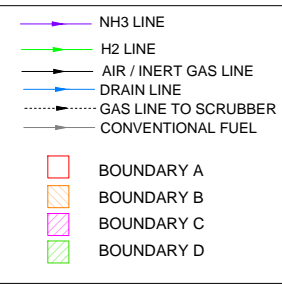 NH3 LINE
H2 LINE
AIR / INERT GAS LINE
DRAIN LINE
GAS LINE TO SCRUBBER
CONVENTIONAL FUEL
BOUNDARY A
BOUNDARY B
BOUNDARY C
BOUNDARY D